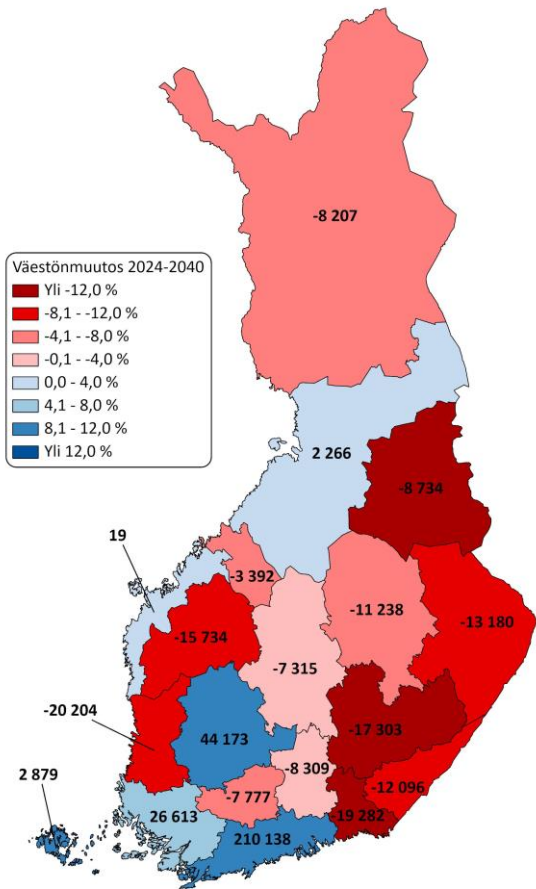 -8 207
Väestönmuutos 2024-2040
Yli -12,0 %
-8,1 - -12,0 %
-4,1 - -8,0 %
-0,1 - -4,0 %
0,0 - 4,0 %
4,1 - 8,0 %
8,1 - 12,0 %
Yli 12,0 %
2 266
-8 734
19
-3 392
-11 238
-13 180
-15 734
-7 315
-20 204
-17 303
44 173
-8 309
2 879
-12 096
-7 777
26 613
-19 282
210 138